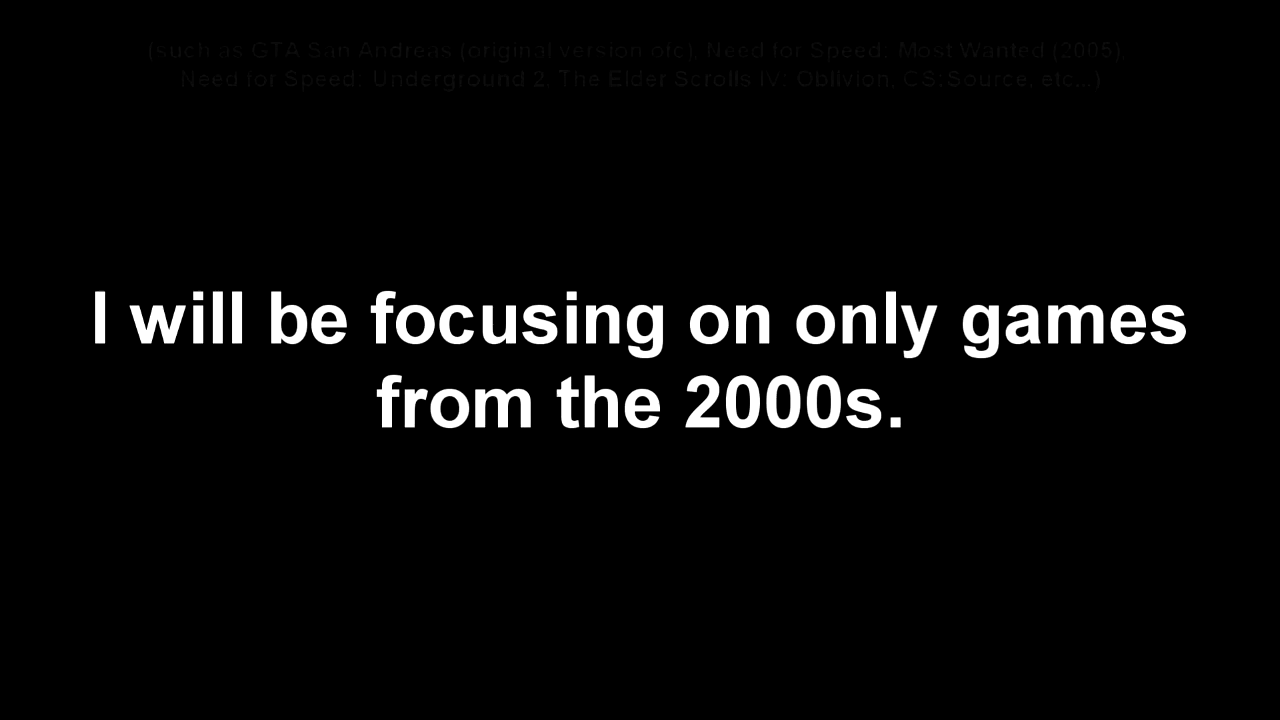 (such as GTA San Andreas (original version ofc), Need for Speed: Most Wanted (2005),
Need for Speed: Underground 2, The Elder Scrolls IV: Oblivion, CS:Source, etc...)
I will be focusing on only games
from the 2000s.